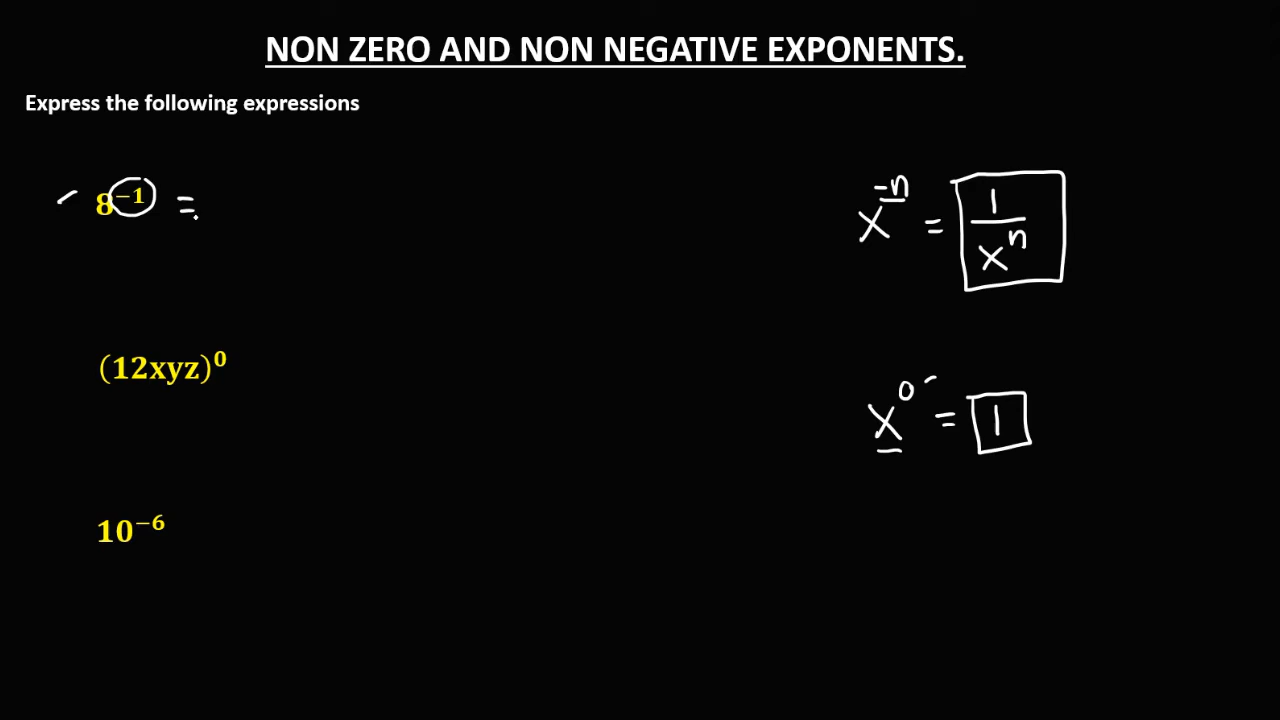 NON ZERO AND NON NEGATIVE EXPONENTS.
Express the following expressions
8⁻¹ =
x⁻ⁿ = 1/xⁿ
(12xyz)⁰
x⁰ = 1
10⁻⁶